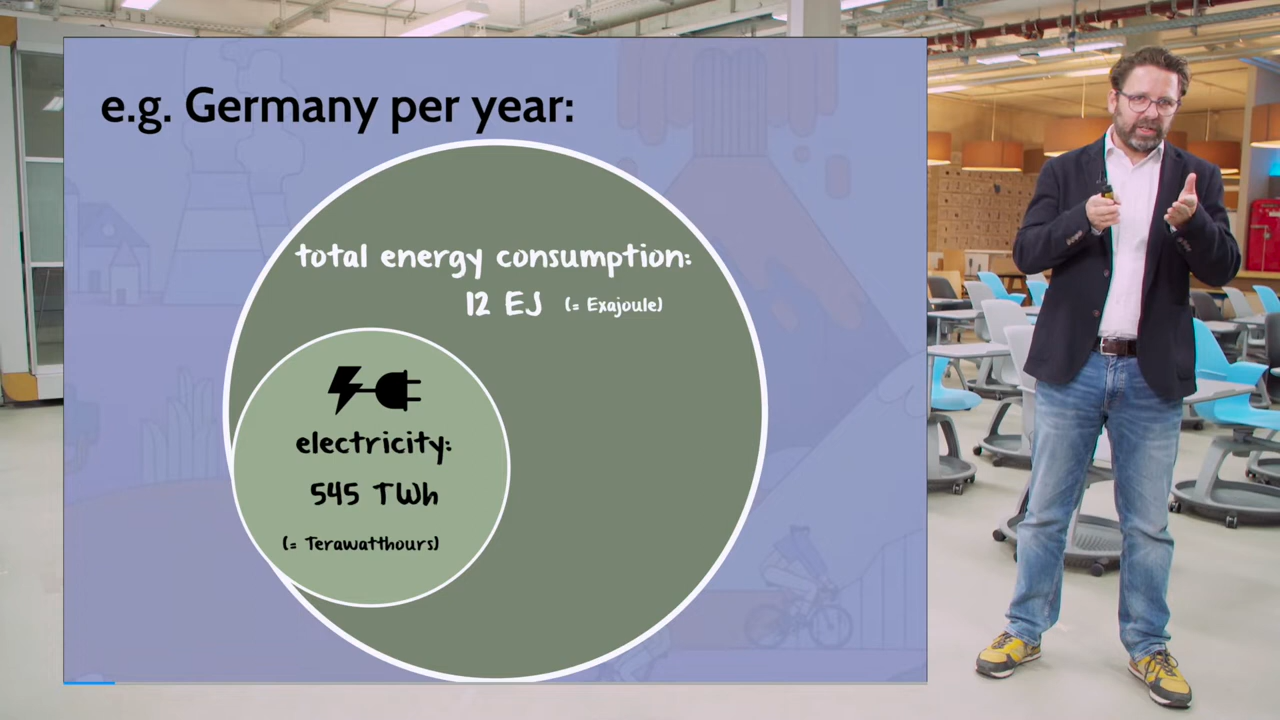 e.g. Germany per year:
total energy consumption:
12 EJ (= Exajoule)
electricity:
545 TWh
(= Terawatthours)